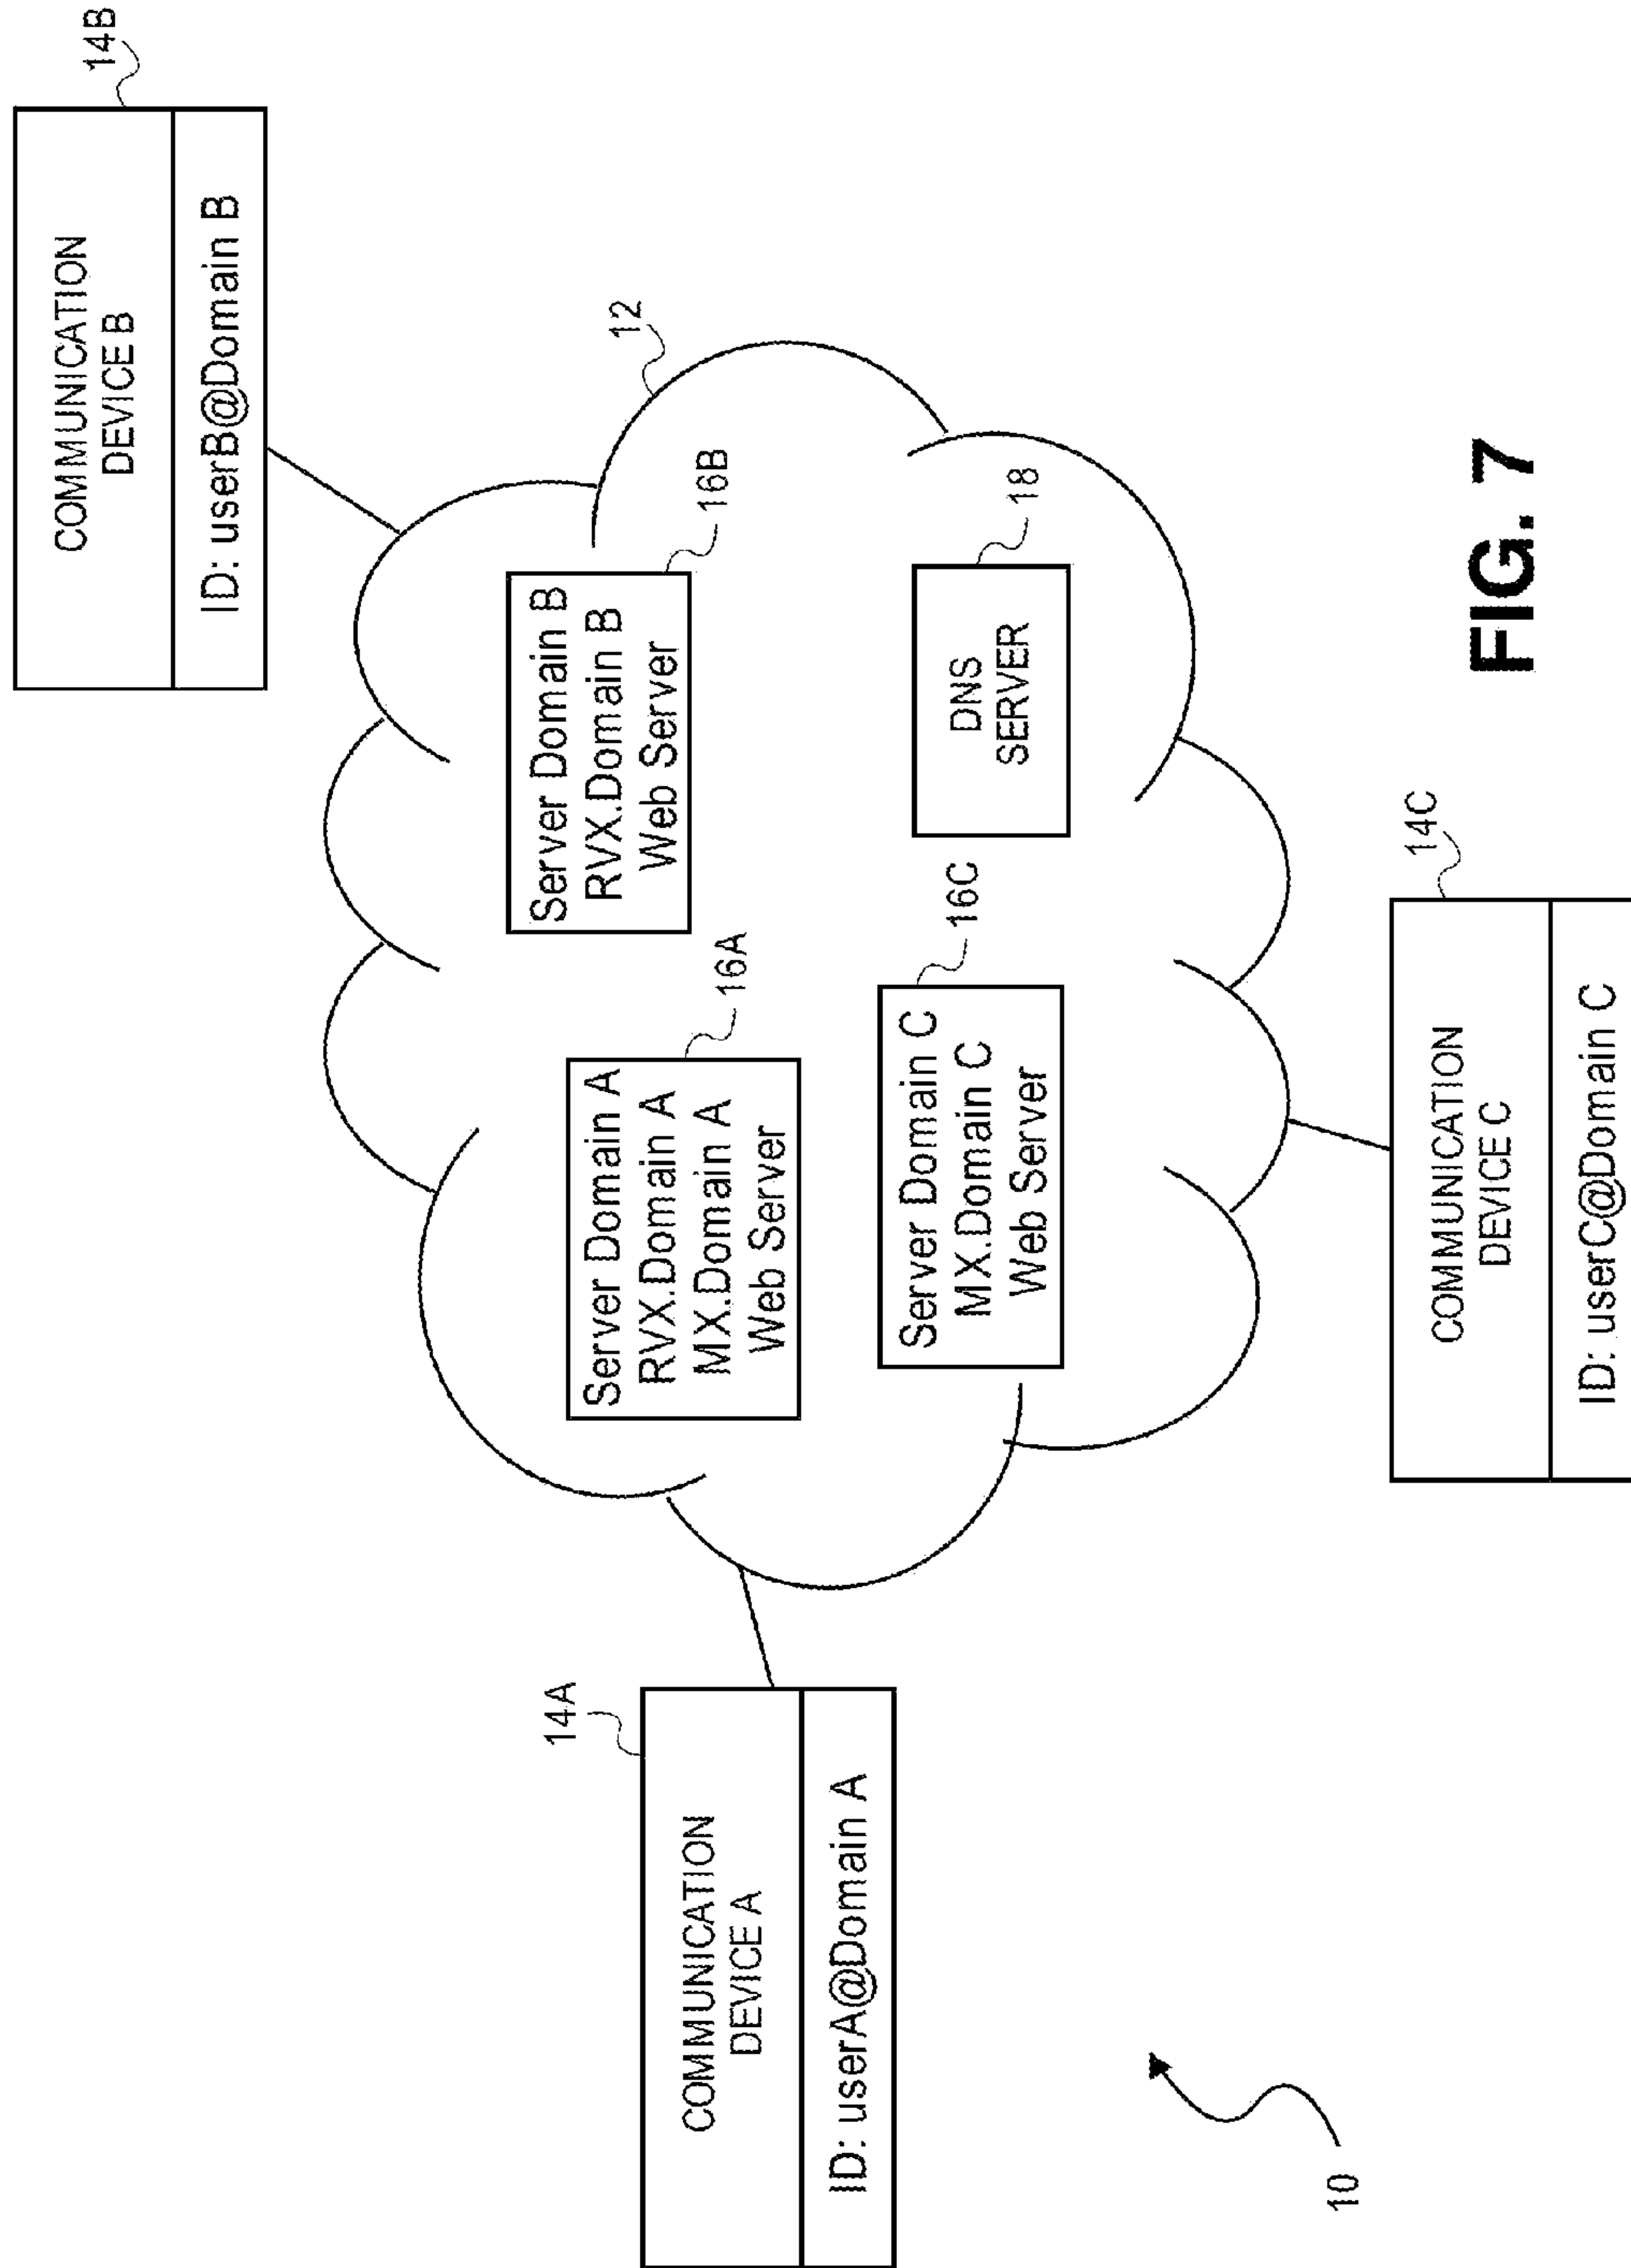 14B
COMMUNICATION
DEVICE B
ID: userB@Domain B
12
16B
Server Domain B
RVX.Domain B
Web Server
18
DNS
SERVER
16A
Server Domain A
RVX.Domain A
MX.Domain A
Web Server
16C
Server Domain C
MX.Domain C
Web Server
14A
COMMUNICATION
DEVICE A
ID: userA@Domain A
14C
COMMUNICATION
DEVICE C
ID: userC@Domain C
10
FIG. 7